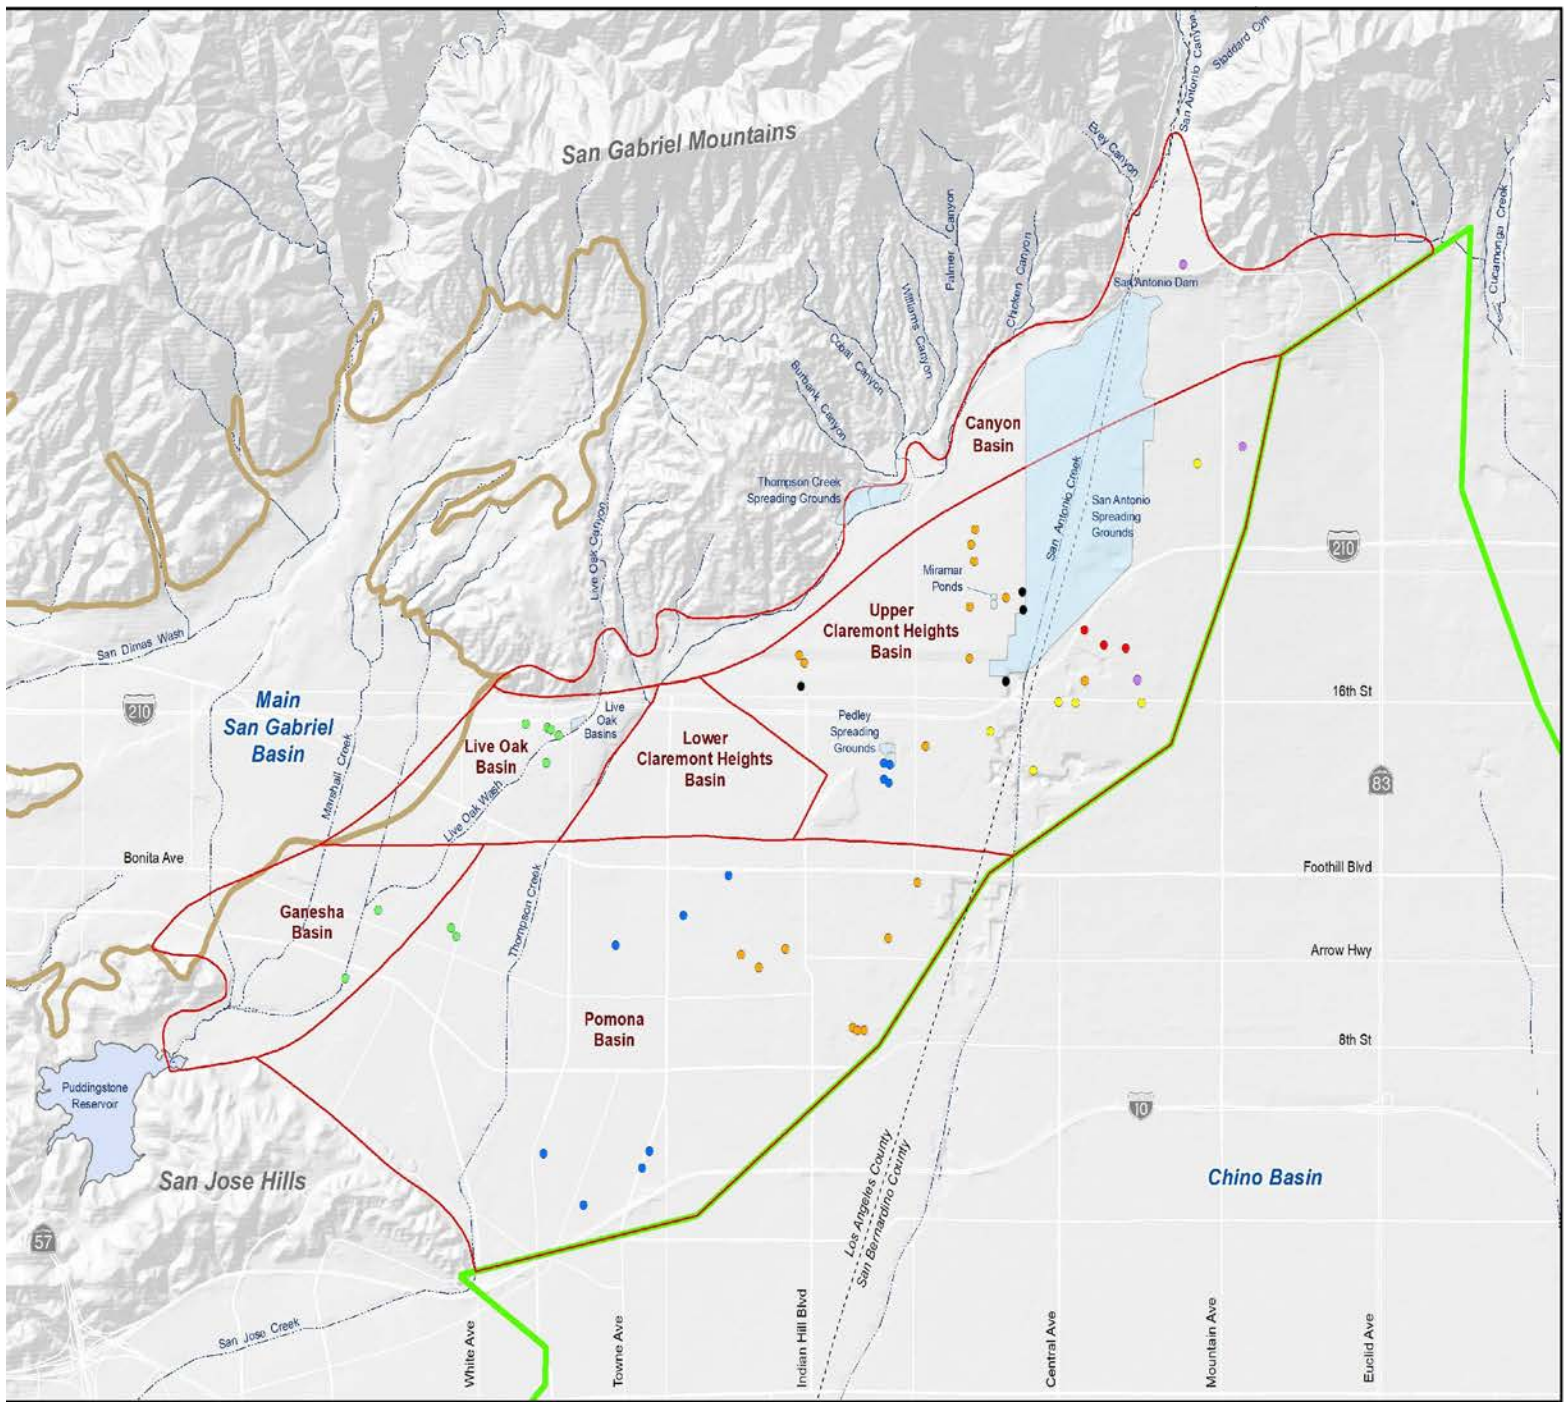 San Antonio Canyon
Stoddard Cyn
San Antonio Canyon
San Gabriel Mountains
Evey Canyon
Palmer Canyon
Cucamonga Creek
Chicken Canyon
San Antonio Dam
Williams Canyon
Cobal Canyon
Burbank Canyon
Canyon
Basin
Thompson Creek
Spreading Grounds
San Antonio Creek
San Antonio
Spreading
Grounds
Live Oak Canyon
210
Miramar
Ponds
Upper
Claremont Heights
Basin
San Dimas Wash
210
Main
San Gabriel
Basin
16th St
Live
Oak
Basins
Pedley
Spreading
Grounds
Live Oak
Basin
Lower
Claremont Heights
Basin
Marshall Creek
Live Oak Wash
83
Bonita Ave
Foothill Blvd
Thompson Creek
Ganesha
Basin
Arrow Hwy
Pomona
Basin
8th St
Puddingstone
Reservoir
10
San Jose Hills
Los Angeles County
San Bernardino County
Chino Basin
57
San Jose Creek
White Ave
Towne Ave
Indian Hill Blvd
Central Ave
Mountain Ave
Euclid Ave